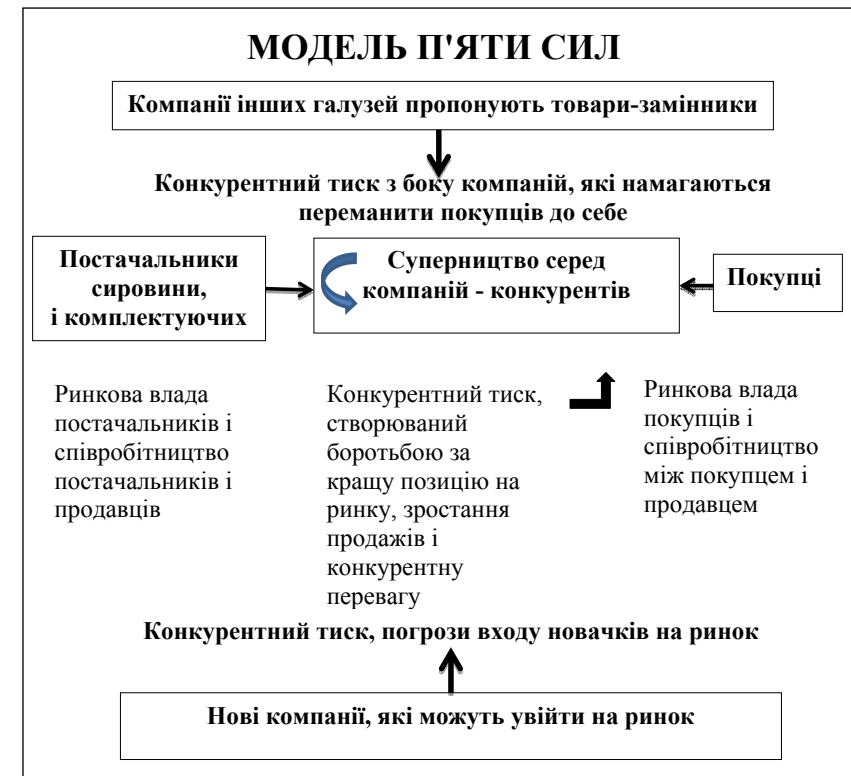 МОДЕЛЬ П'ЯТИ СИЛ
Компанії інших галузей пропонують товари-замінники
Конкурентний тиск з боку компаній, які намагаються
переманити покупців до себе
Постачальники
сировини,
і комплектуючих
Суперництво серед
компаній - конкурентів
Покупці
Ринкова влада
постачальників і
співробітництво
постачальників і
продавців
Конкурентний тиск,
створюваний
боротьбою за
кращу позицію на
ринку, зростання
продажів і
конкурентну
перевагу
Ринкова влада
покупців і
співробітництво
між покупцем і
продавцем
Конкурентний тиск, погрози входу новачків на ринок
Нові компанії, які можуть увійти на ринок